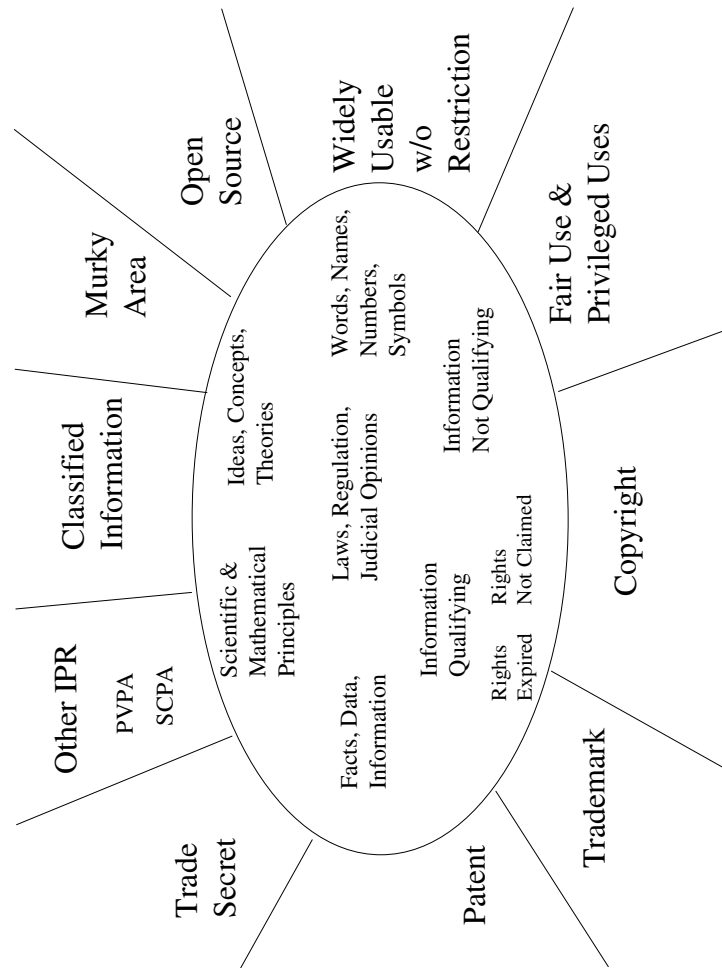 Trade
Secret
Other IPR
PVPA
SCPA
Classified
Information
Murky
Area
Open
Source
Scientific &
Mathematical
Principles
Ideas, Concepts,
Theories
Facts, Data,
Information
Laws, Regulation,
Judicial Opinions
Words, Names,
Numbers,
Symbols
Widely
Usable
w/o
Restriction
Information
Qualifying
Rights
Expired
Rights
Not Claimed
Information
Not Qualifying
Patent
Trademark
Copyright
Fair Use &
Privileged Uses